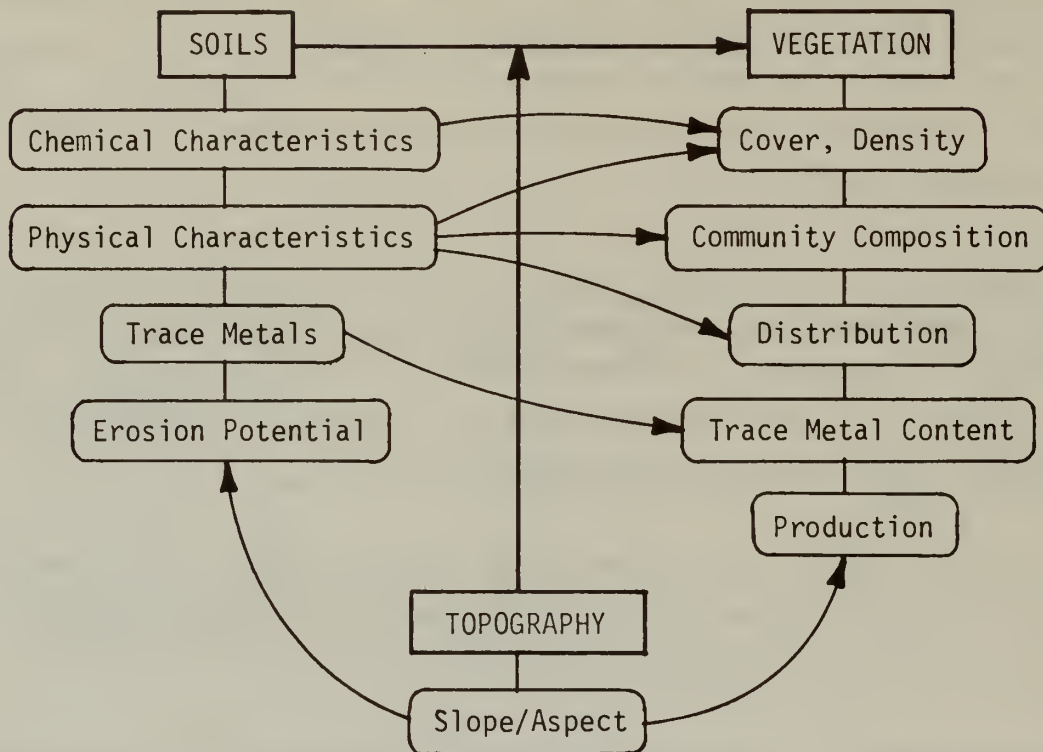 SOILS
VEGETATION
Chemical Characteristics
Cover, Density
Physical Characteristics
Community Composition
Trace Metals
Distribution
Erosion Potential
Trace Metal Content
Production
TOPOGRAPHY
Slope/Aspect